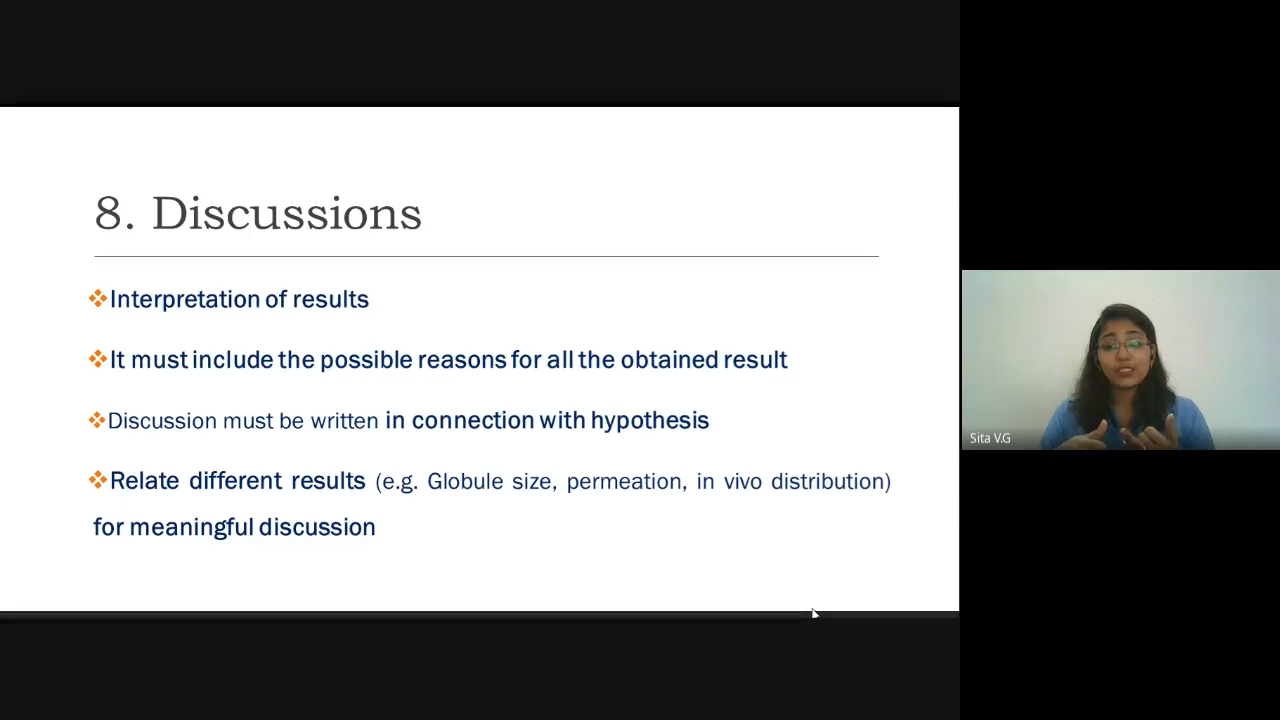 8. Discussions
❖Interpretation of results
❖It must include the possible reasons for all the obtained result
❖Discussion must be written in connection with hypothesis
❖Relate different results (e.g. Globule size, permeation, in vivo distribution)
for meaningful discussion
Sita V.G